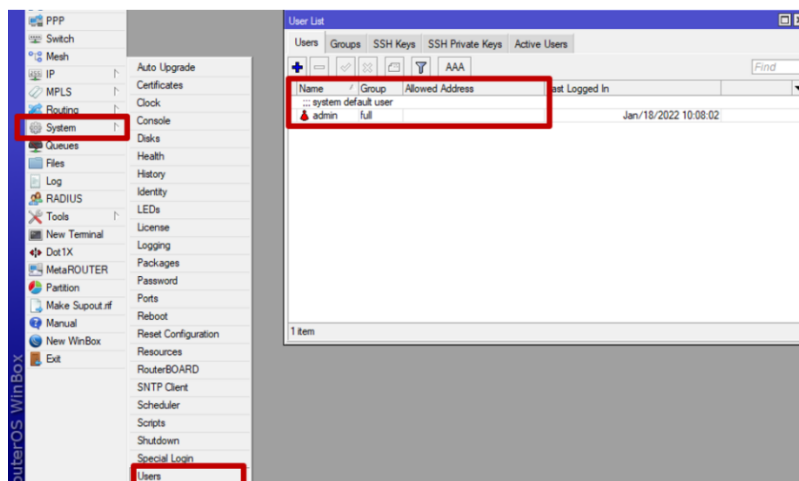 PPP
Switch
Mesh
IP
MPLS
Routing
System
Queues
Files
Log
RADIUS
Tools
New Terminal
Dot1X
MetaROUTER
Partition
Make Supout.rif
Manual
New WinBox
Exit
outerOS WinBox
Auto Upgrade
Certificates
Clock
Console
Disks
Health
History
Identity
LEDs
License
Logging
Packages
Password
Ports
Reboot
Reset Configuration
Resources
RouterBOARD
SNTP Client
Scheduler
Scripts
Shutdown
Special Login
Users
User List
Users Groups SSH Keys SSH Private Keys Active Users
AAA Find
Name / Group Allowed Address Last Logged In
;;; system default user
admin full Jan/18/2022 10:08:02
1 item